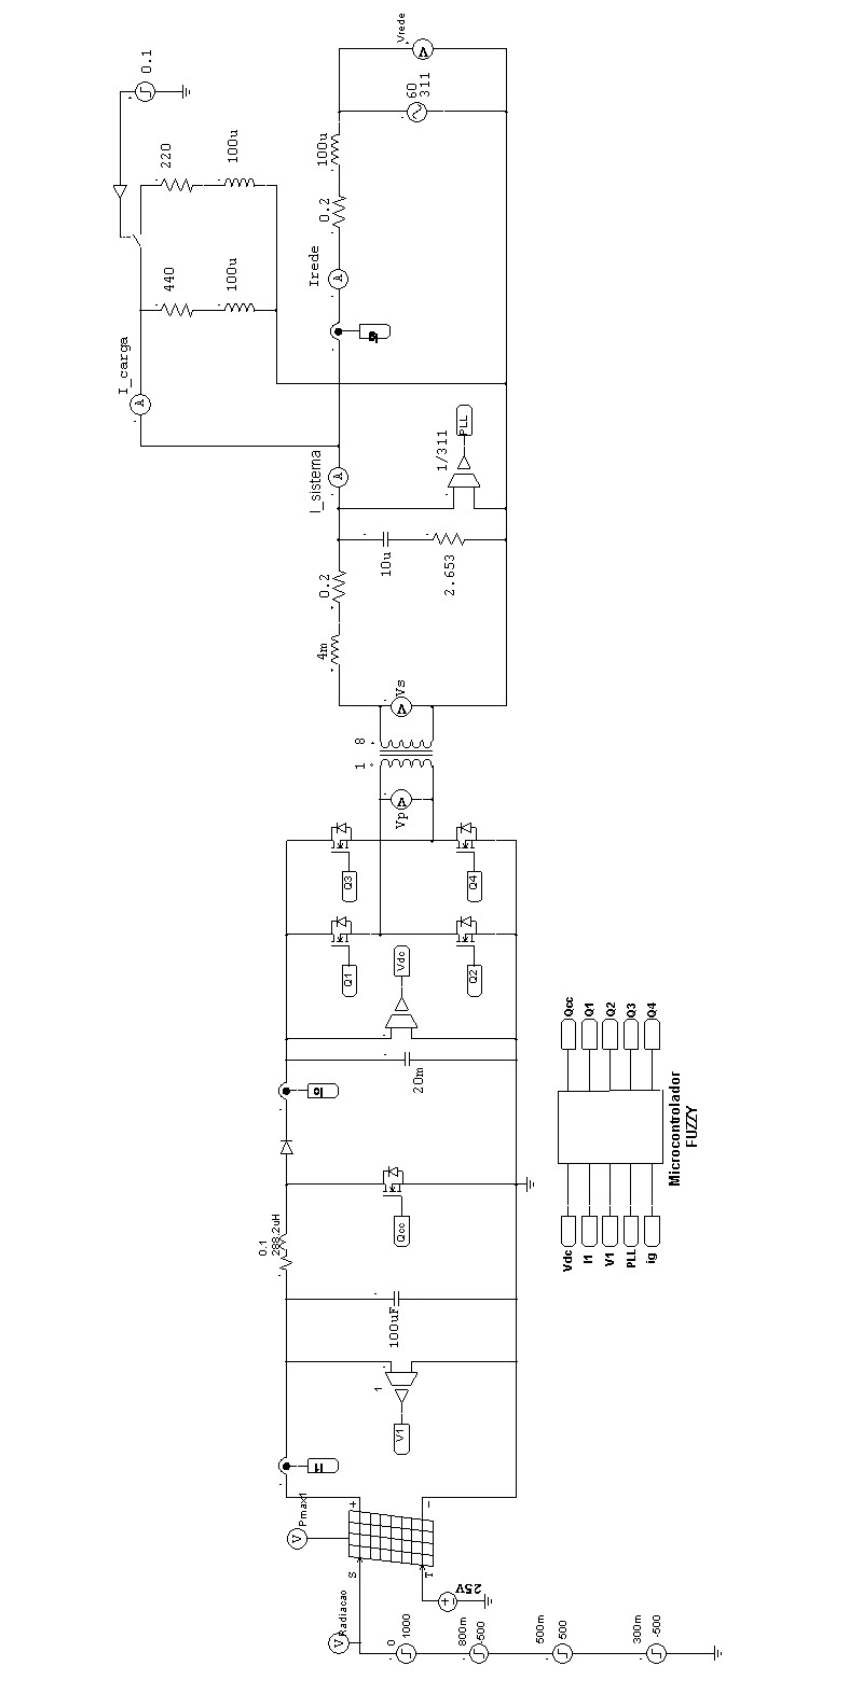 Vrede
0.1
60
311
220
100u
100u
0.2
440
100u
Irede
I_carga
ig
1/311
PLL
I_sistema
10u
2.653
0.2
4m
Vs
8
1
Vp
Q3
Q4
Q1
Q2
Vdc
20m
Io
Qcc
0.1
288.2uH
100uF
1
V1
I1
Pmax1
+
-
S
T
25V
Radiacao
0
1000
800m
-500
500m
500
300m
-500
Qcc
Q1
Q2
Q3
Q4
Microcontrolador
FUZZY
Vdc
I1
V1
PLL
ig